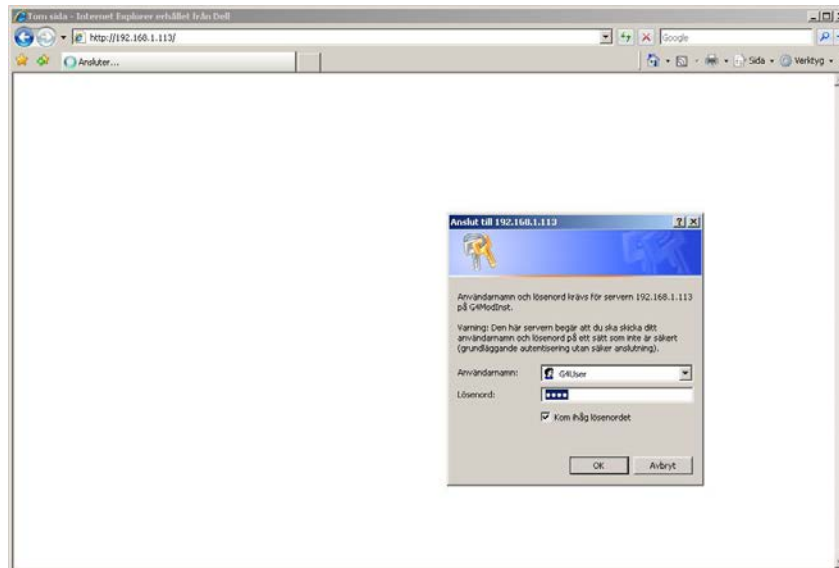 Tom sida - Internet Explorer erhållet från Dell
http://192.168.1.113/
Google
Ansluter...
Sida
Verktyg
Anslut till 192.168.1.113
Användarnamn och lösenord krävs för servern 192.168.1.113
på G4ModInst.
Varning: Den här servern begär att du ska skicka ditt
användarnamn och lösenord på ett sätt som inte är säkert
(grundläggande autentisering utan säker anslutning).
Användarnamn:
G4User
Lösenord:
••••
Kom ihåg lösenordet
OK
Avbryt